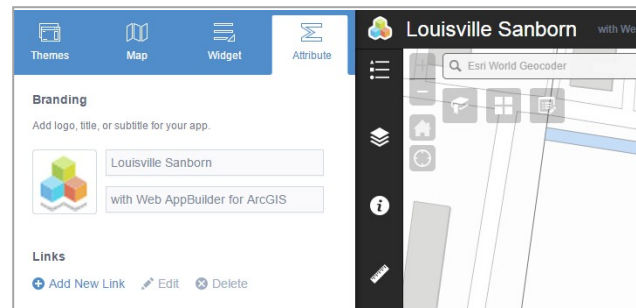 Themes
Map
Widget
Attribute
Branding
Add logo, title, or subtitle for your app.
Louisville Sanborn
with Web AppBuilder for ArcGIS
Links
Add New Link
Edit
Delete
Louisville Sanborn
with We
Esri World Geocoder